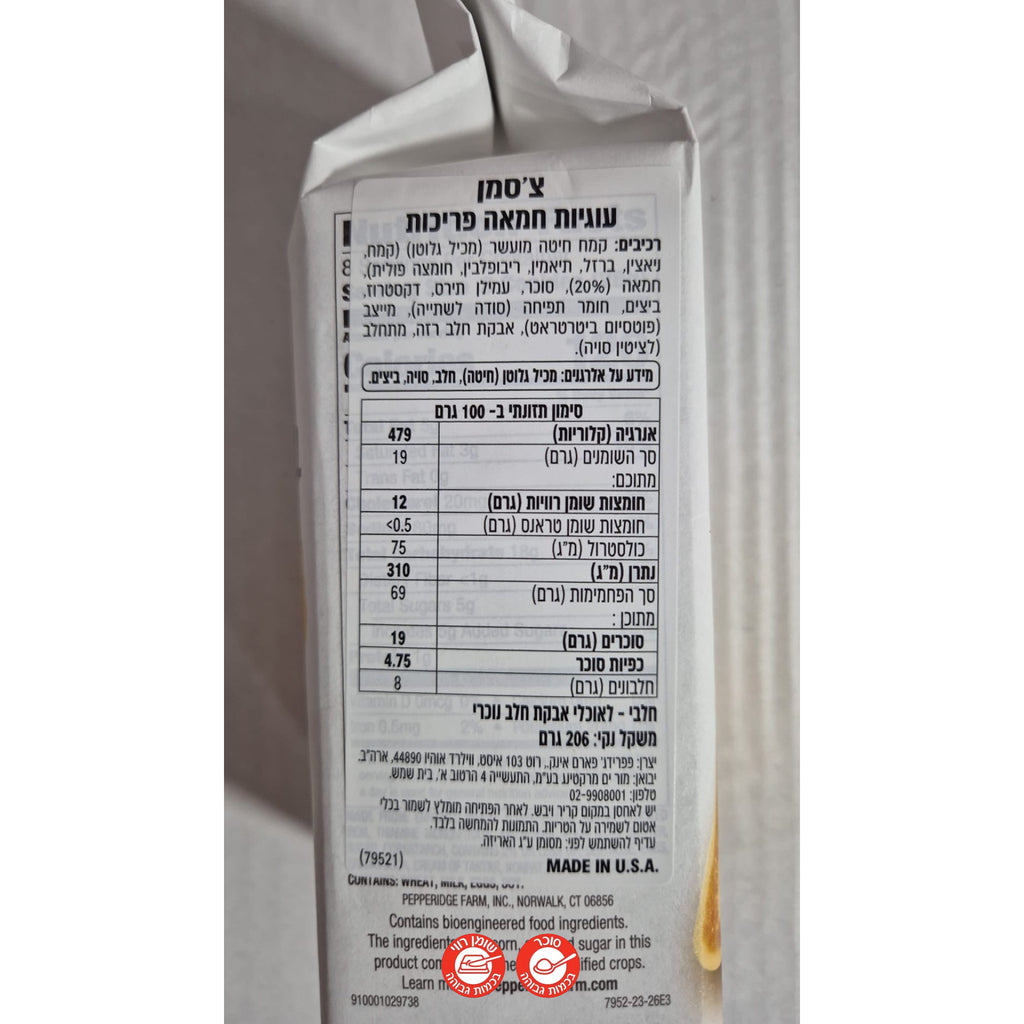 צ'סמן
עוגיות חמאה פריכות
רכיבים: קמח חיטה מועשר (מכיל גלוטן) (קמח,
ניאצין, ברזל, תיאמין, ריבופלבין, חומצה פולית),
חמאה (20%), סוכר, עמילן תירס, דקסטרוז,
ביצים, חומר תפיחה (סודה לשתייה), מייצב
(פוטסיום ביטרטראט), אבקת חלב רזה, מתחלב
(לציטין סויה).
מידע על אלרגנים: מכיל גלוטן (חיטה), חלב, סויה, ביצים.
סימון תזונתי ב- 100 גרם
אנרגיה (קלוריות) 479
סך השומנים (גרם) 19
מתוכם:
חומצות שומן רוויות (גרם) 12
חומצות שומן טראנס (גרם) <0.5
כולסטרול (מ"ג) 75
נתרן (מ"ג) 310
סך הפחמימות (גרם) 69
מתוכן :
סוכרים (גרם) 19
כפיות סוכר 4.75
חלבונים (גרם) 8
חלבי - לאוכלי אבקת חלב נוכרי
משקל נקי: 206 גרם
יצרן: פפרידג' פארם אינק., רוט 103 איסט, ווילרד אוהיו 44890, ארה"ב.
יבואן: מור ים מרקטינג בע"מ, התעשייה 4 הרטוב א', בית שמש.
טלפון: 02-9908001
יש לאחסן במקום קריר ויבש. לאחר הפתיחה מומלץ לשמור בכלי
אטום לשמירה על הטריות. התמונות להמחשה בלבד.
עדיף להשתמש לפני: מסומן ע"ג האריזה.
MADE IN U.S.A. (79521)
CONTAINS: WHEAT, MILK, EGGS, SOY.
PEPPERIDGE FARM, INC., NORWALK, CT 06856
Contains bioengineered food ingredients.
The ingredient orn, d sugar in this
product con ne ified crops.
Learn m eppe m.com
שומן רווי בכמות גבוהה
סוכר בכמות גבוהה
910001029738 7952-23-26E3